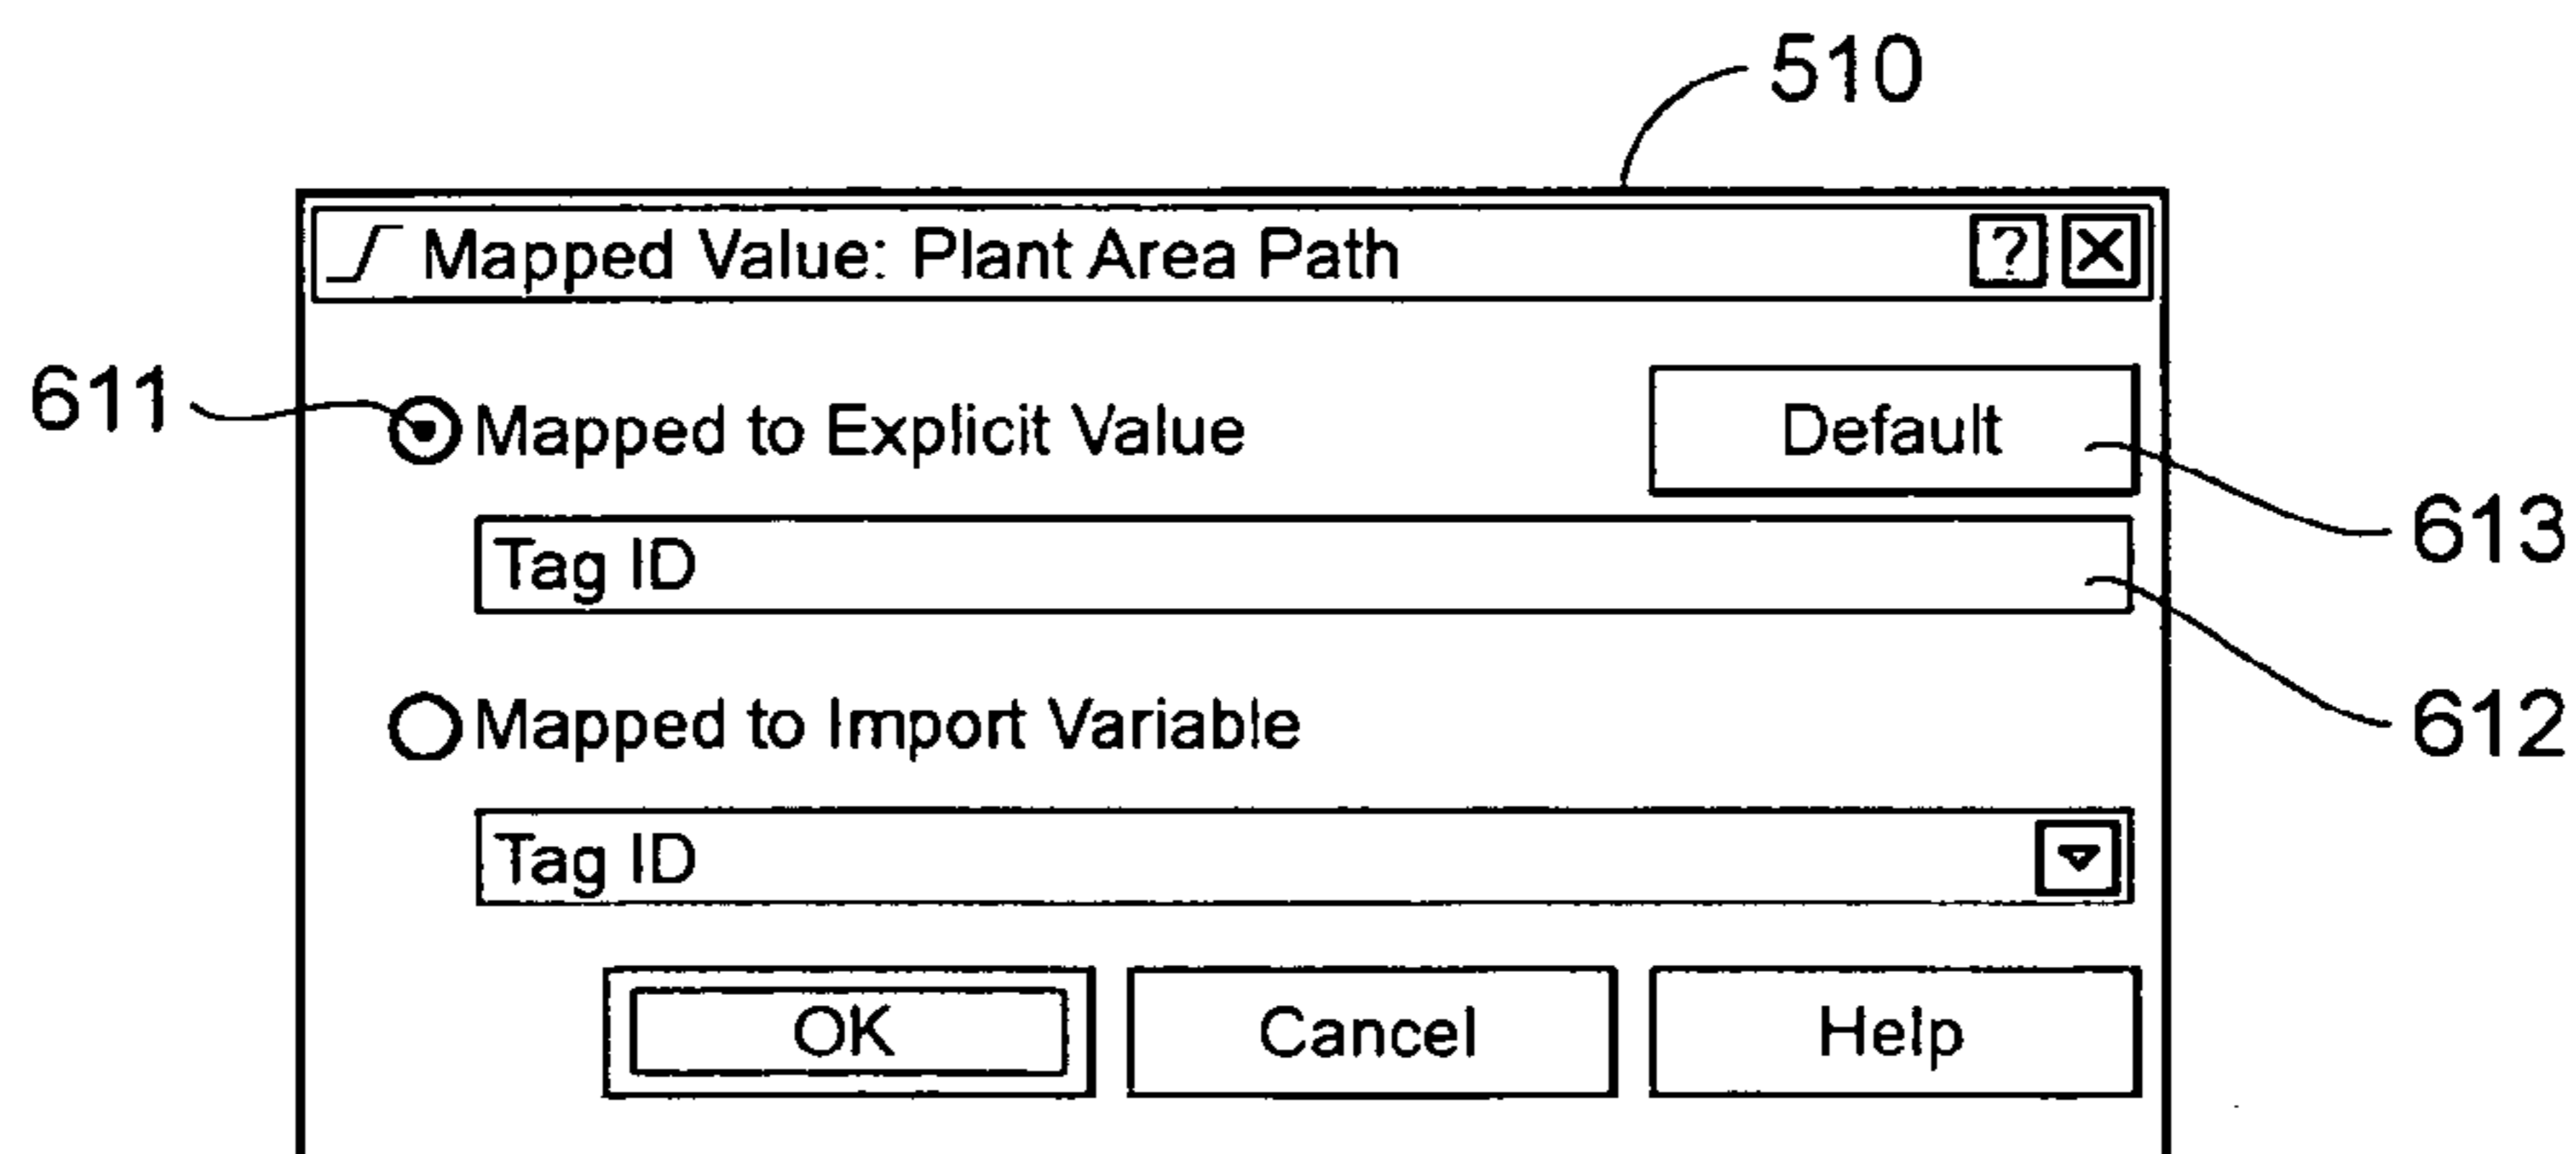 510
Mapped Value: Plant Area Path ?
611 Mapped to Explicit Value Default
613
Tag ID
Mapped to Import Variable 612
Tag ID
OK Cancel Help